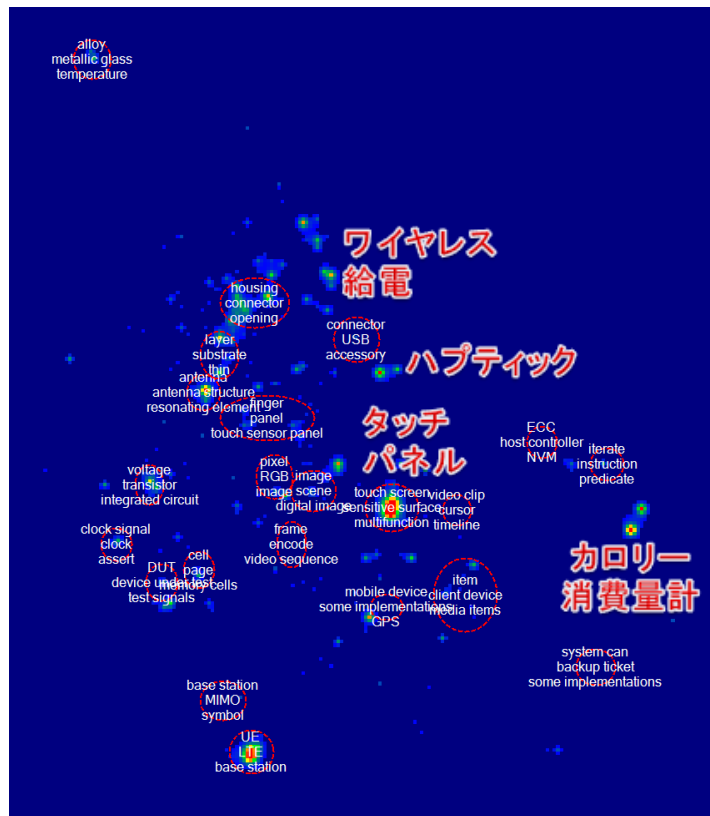 alloy
metallic glass
temperature
ワイヤレス
給電
housing
connector
opening
connector
USB
accessory
layer
substrate
thin
ハプティック
antenna
antenna structure
resonating element
finger
panel
touch sensor panel
タッチ
パネル
ECC
host controller
NVM
iterate
instruction
predicate
voltage
transistor
integrated circuit
pixel
RGB
image
image
scene
digital image
touch screen
sensitive surface
multifunction
video clip
cursor
timeline
clock signal
clock
assert
frame
encode
video sequence
カロリー
消費量計
DUT
device under test
test signals
cell
page
memory cells
mobile device
some implementations
GPS
item
client device
media items
system can
backup ticket
some implementations
base station
MIMO
symbol
UE
LTE
base station